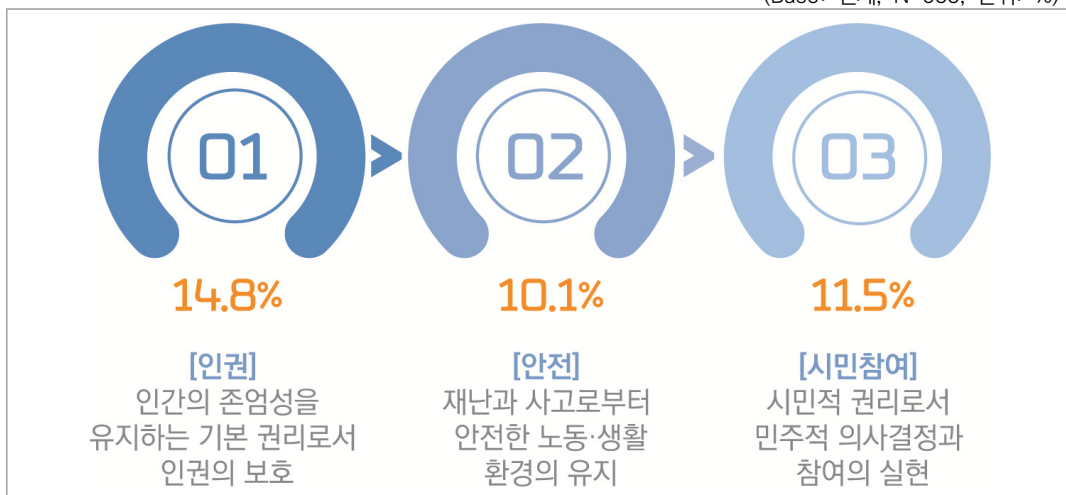 01
02
03
14.8%
10.1%
11.5%
[인권]
인간의 존엄성을
유지하는 기본 권리로서
인권의 보호
[안전]
재난과 사고로부터
안전한 노동·생활
환경의 유지
[시민참여]
시민적 권리로서
민주적 의사결정과
참여의 실현